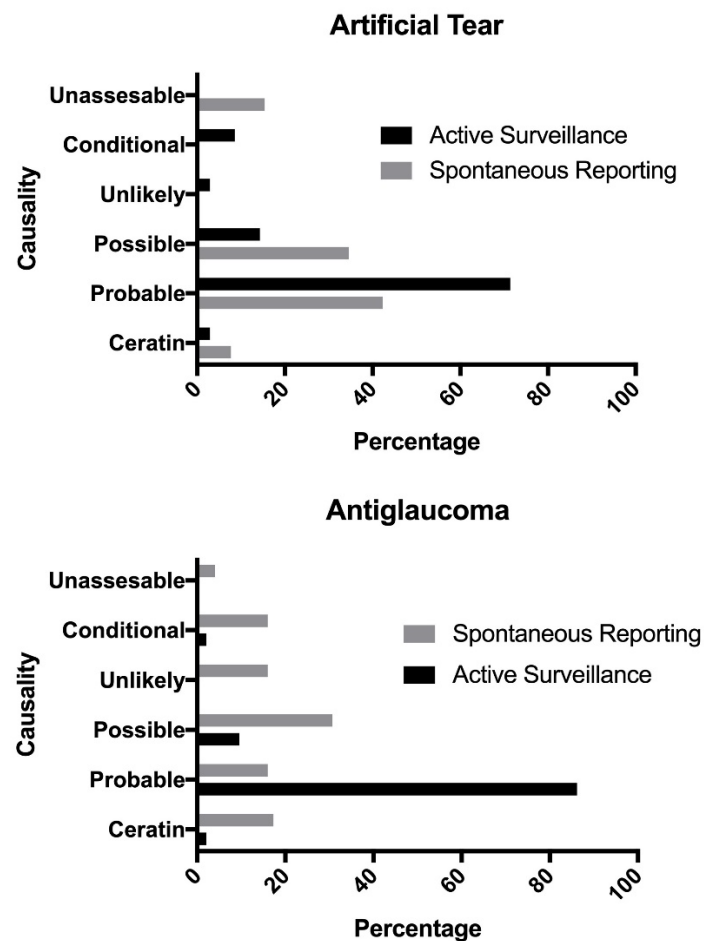 Artificial Tear
Causality
Unassesable
Conditional
Unlikely
Possible
Probable
Ceratin
Active Surveillance
Spontaneous Reporting
0 20 40 60 80 100
Percentage
Antiglaucoma
Causality
Unassesable
Conditional
Unlikely
Possible
Probable
Ceratin
Spontaneous Reporting
Active Surveillance
0 20 40 60 80 100
Percentage